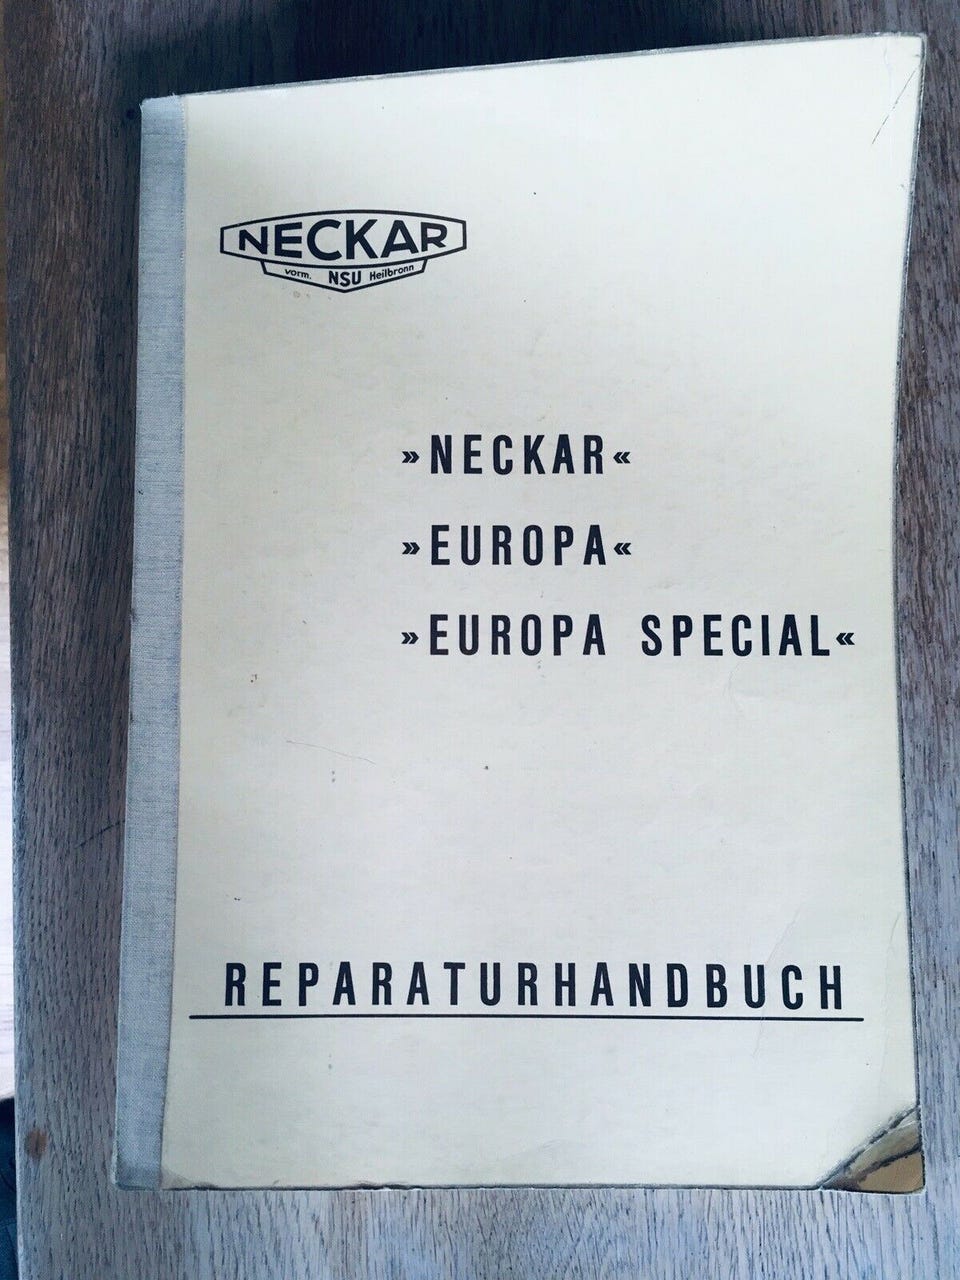 NECKAR
vorm. NSU Heilbronn
»NECKAR«
»EUROPA«
»EUROPA SPECIAL«
REPARATURHANDBUCH